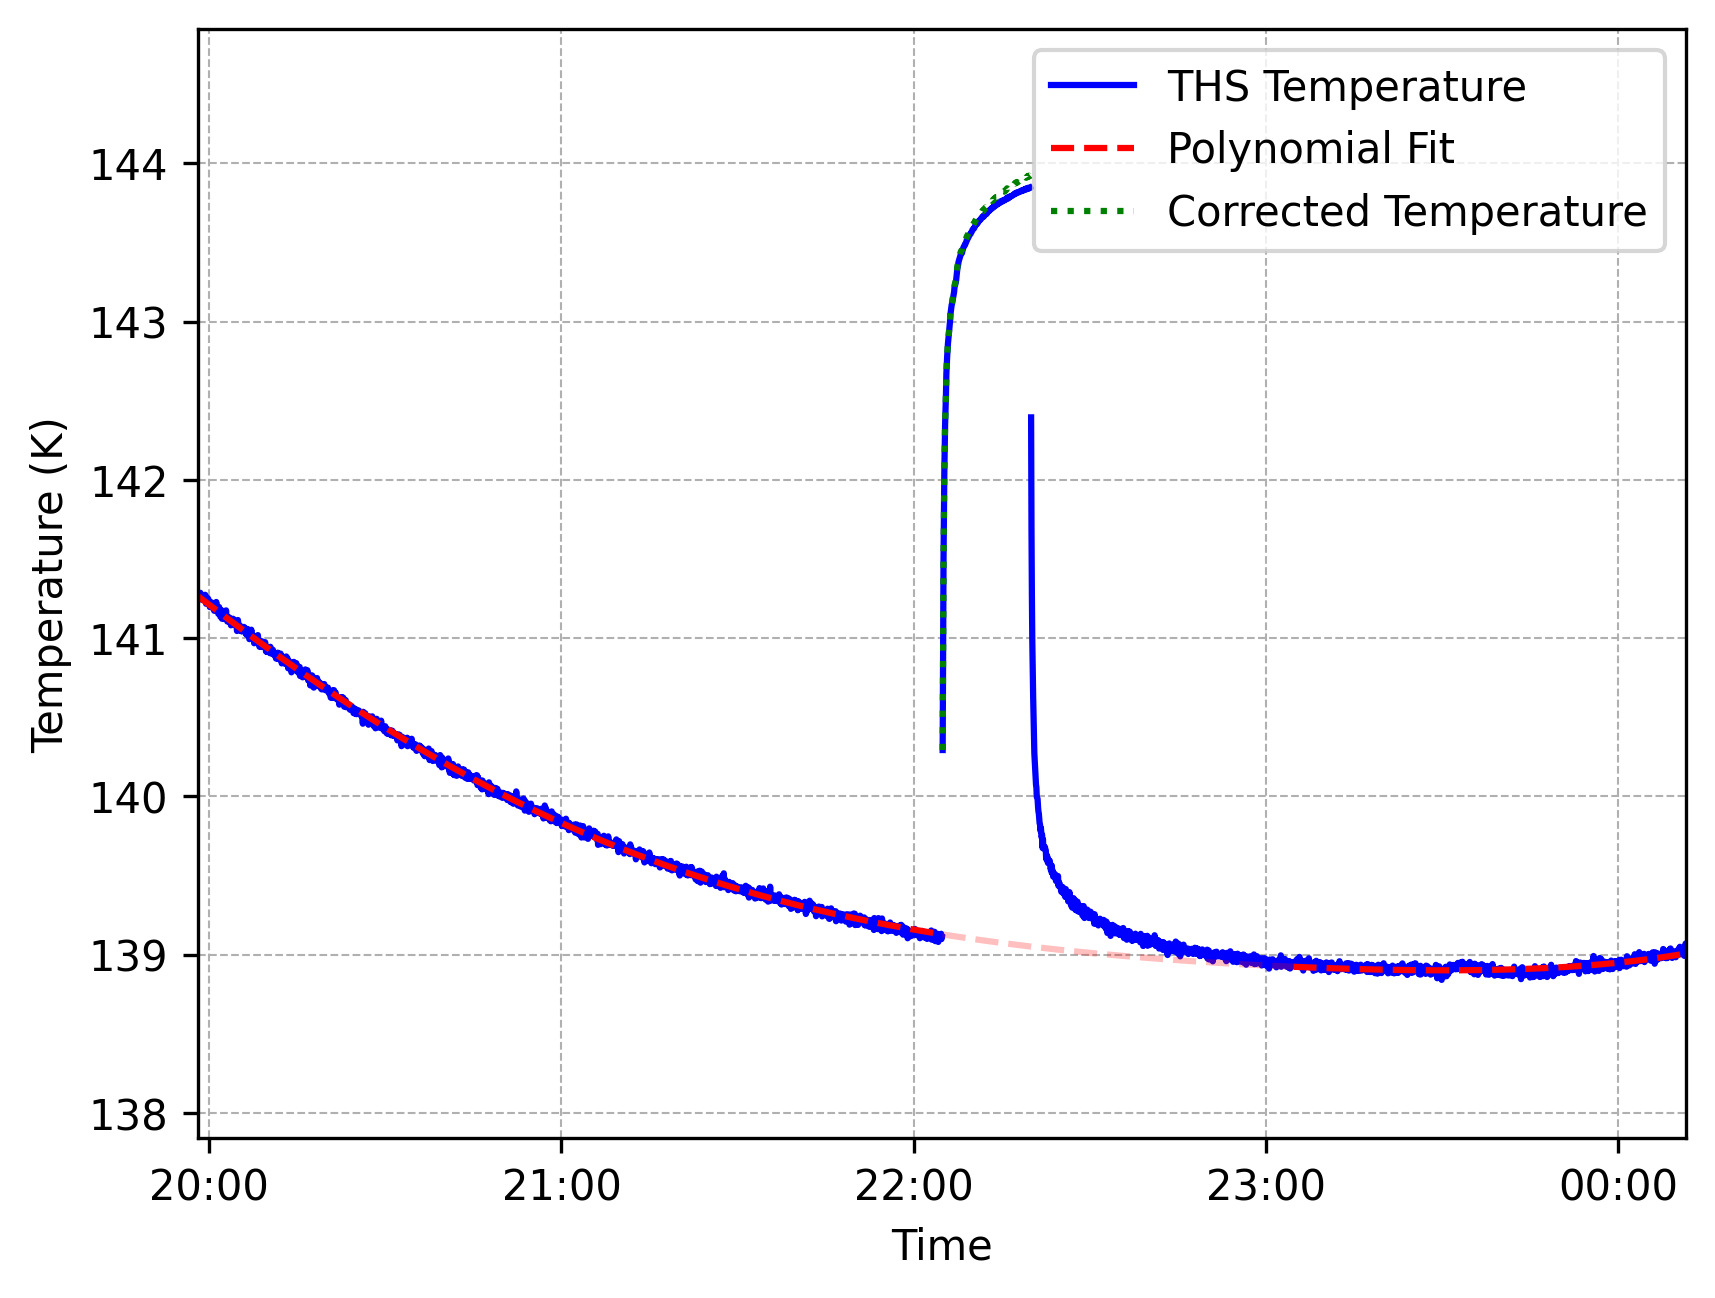 THS Temperature
Polynomial Fit
Corrected Temperature
144
143
142
141
140
139
138
Temperature (K)
20:00
21:00
22:00
23:00
00:00
Time